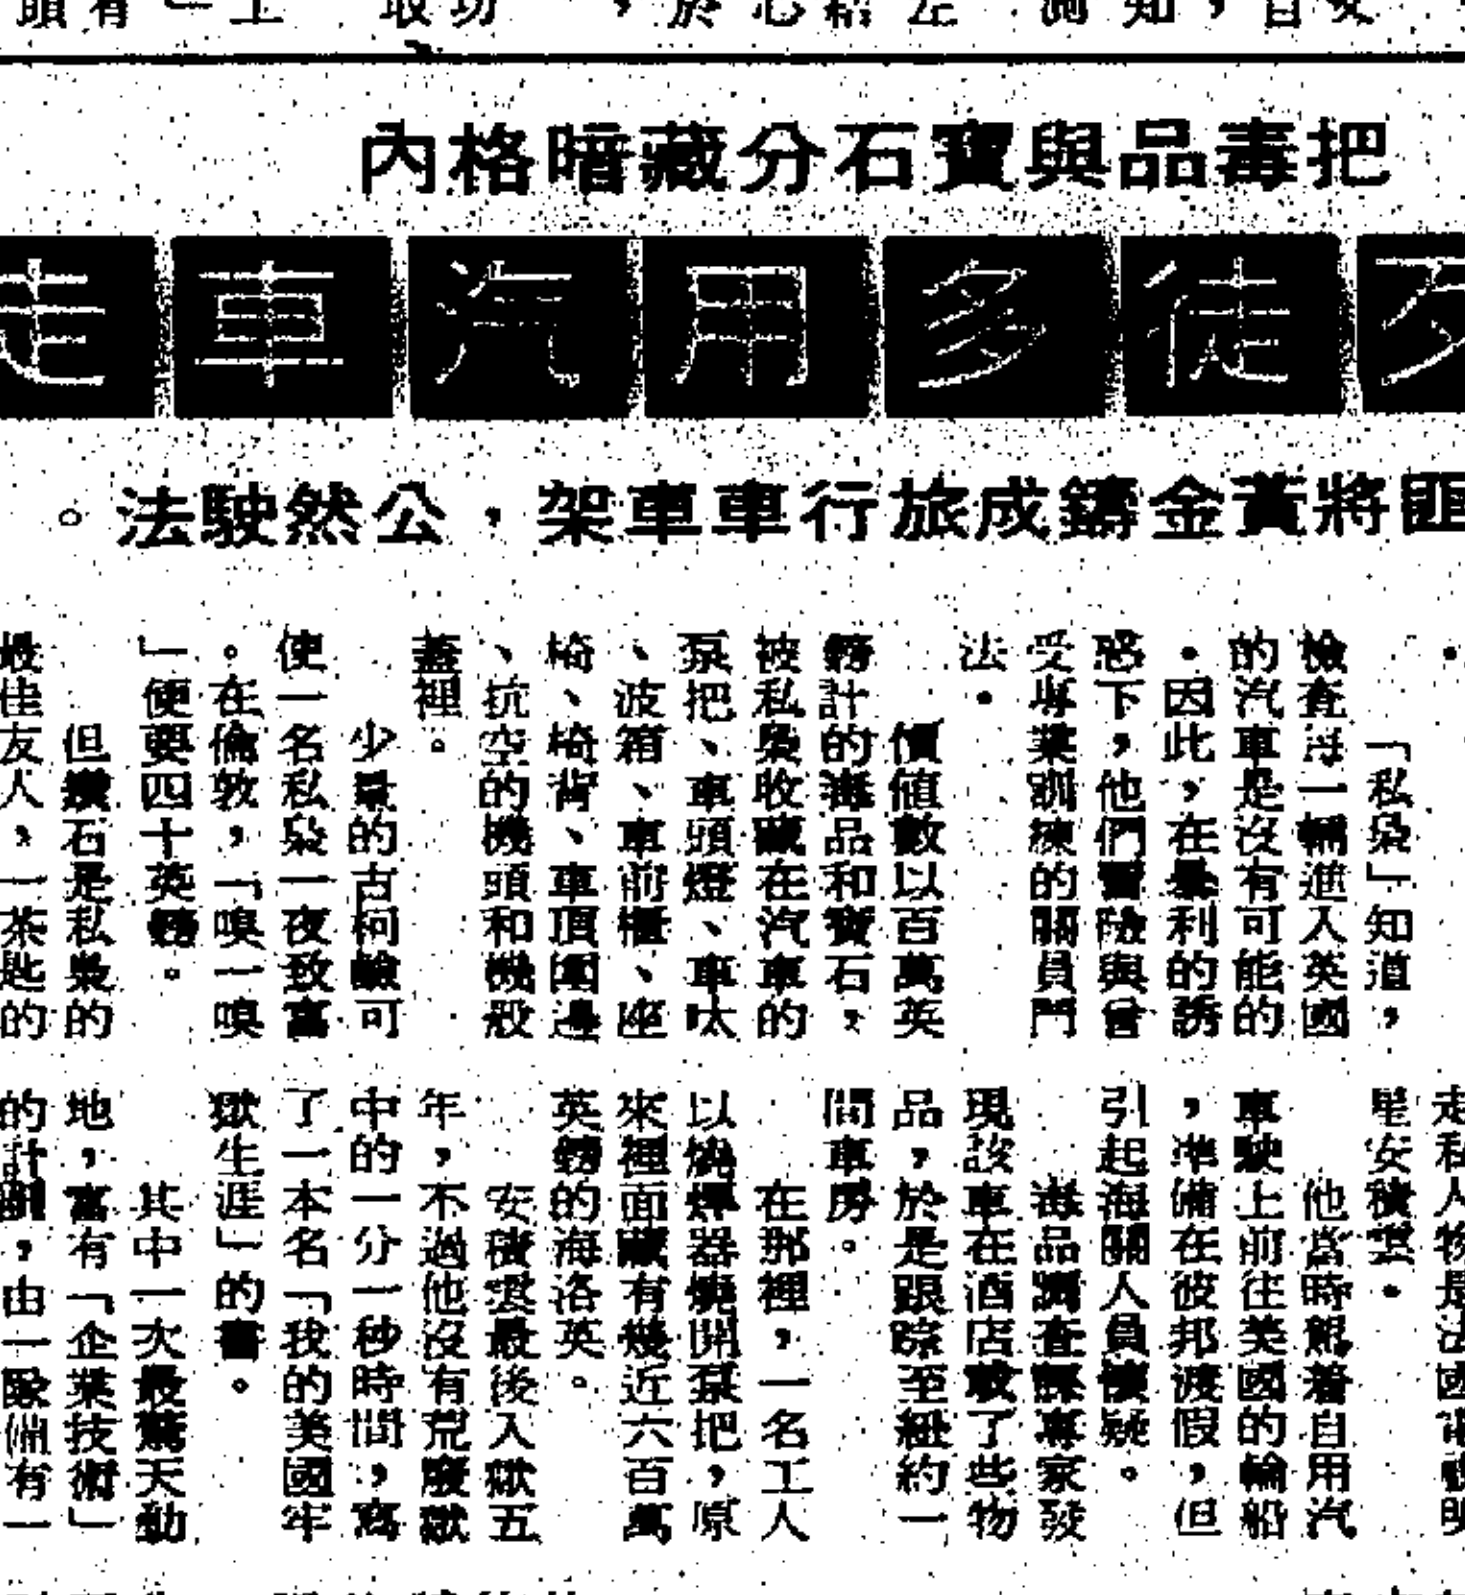 把毒品與寶石分藏暗格內
歹徒多用汽車走
匪將黃金鑄成旅行車車架，公然駛法。
「私梟」知道，
檢查每一輛進入英國
的汽車是沒有可能的
。因此，在暴利的誘
惑下，他們冒險與曾
受專業訓練的關員鬥
法。
價值數以百萬英
鎊計的毒品和寶石，
被私梟收藏在汽車的
泵把、車頭燈、車呔
、波箱、車前櫃、座
椅、椅背、車頂圍邊
、抗空的機頭和機殼
蓋裡。
少量的古柯鹼可
使一名私梟一夜致富
。在倫敦，「嗅一嗅
」便要四十英鎊。
但鑽石是私梟的
最佳友人，一茶匙的
走私人物是法國電視明
星安積雲。
他當時駕着自用汽
車駛上前往美國的輪船
，準備在彼邦渡假，但
引起海關人員懷疑。
毒品調查課專家發
現該車在酒店載了些物
品，於是跟踪至紐約一
間車房。
在那裡，一名工人
以燒焊器燒開泵把，原
來裡面藏有幾近六百萬
英鎊的海洛英。
安積雲最後入獄五
年，不過他沒有荒廢獄
中的一分一秒時間，寫
了一本名「我的美國牢
獄生涯」的書。
其中一次最驚天動
地，富有「企業技術」
的計劃，由一隊備有一